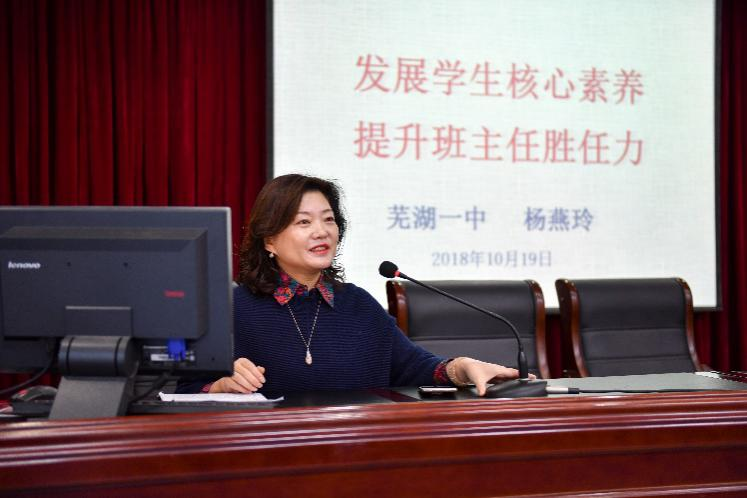 发展学生核心素养
提升班主任胜任力
芜湖一中 杨燕玲
2018年10月19日
lenovo